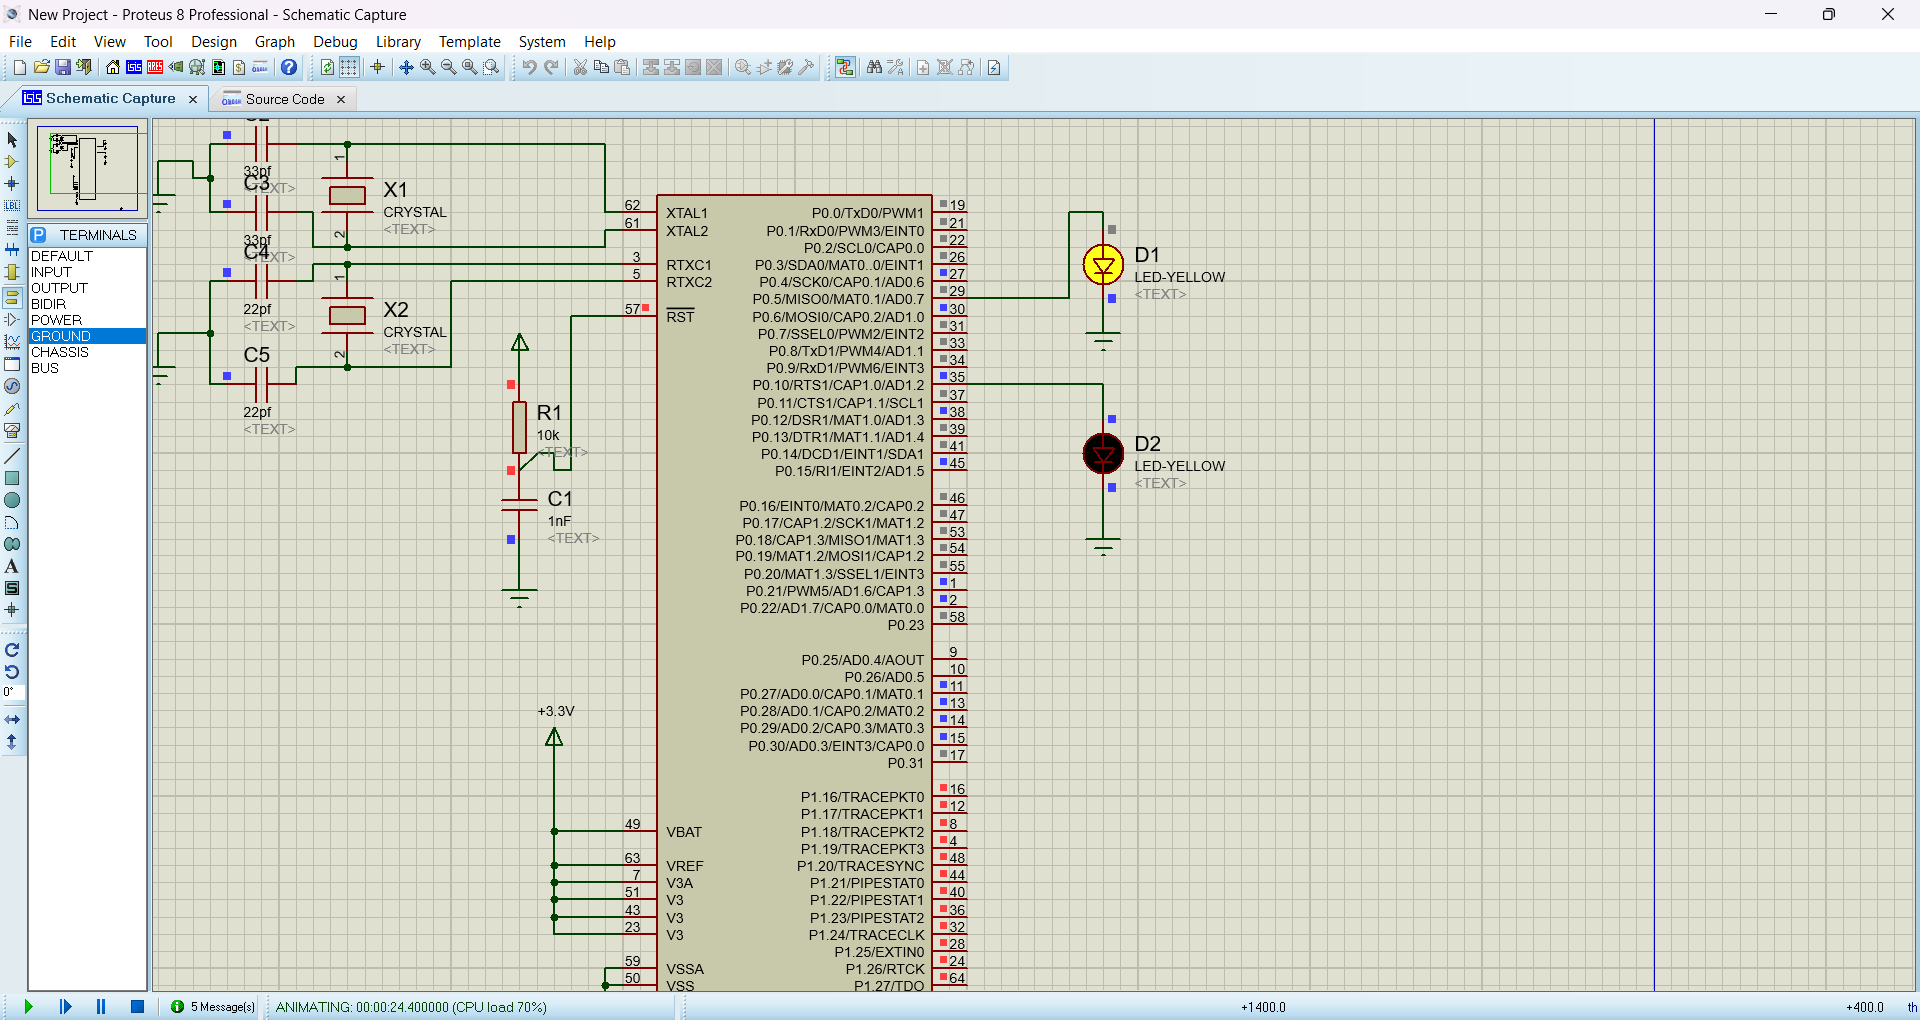 New Project - Proteus 8 Professional - Schematic Capture
File Edit View Tool Design Graph Debug Library Template System Help
Schematic Capture × Source Code ×
TERMINALS
DEFAULT
INPUT
OUTPUT
BIDIR
POWER
GROUND
CHASSIS
BUS
0°
33pf
C3
<TEXT>
33pf
C4
<TEXT>
22pf
<TEXT>
C5
22pf
<TEXT>
1
X1
CRYSTAL
<TEXT>
2
1
X2
CRYSTAL
<TEXT>
2
R1
10k
<TEXT>
C1
1nF
<TEXT>
+3.3V
62 XTAL1
61 XTAL2
3 RTXC1
5 RTXC2
57 RST
49 VBAT
63 VREF
7 V3A
51 V3
43 V3
23 V3
59 VSSA
50 VSS
P0.0/TxD0/PWM1 19
P0.1/RxD0/PWM3/EINT0 21
P0.2/SCL0/CAP0.0 22
P0.3/SDA0/MAT0..0/EINT1 26
P0.4/SCK0/CAP0.1/AD0.6 27
P0.5/MISO0/MAT0.1/AD0.7 29
P0.6/MOSI0/CAP0.2/AD1.0 30
P0.7/SSEL0/PWM2/EINT2 31
P0.8/TxD1/PWM4/AD1.1 33
P0.9/RxD1/PWM6/EINT3 34
P0.10/RTS1/CAP1.0/AD1.2 35
P0.11/CTS1/CAP1.1/SCL1 37
P0.12/DSR1/MAT1.0/AD1.3 38
P0.13/DTR1/MAT1.1/AD1.4 39
P0.14/DCD1/EINT1/SDA1 41
P0.15/RI1/EINT2/AD1.5 45
P0.16/EINT0/MAT0.2/CAP0.2 46
P0.17/CAP1.2/SCK1/MAT1.2 47
P0.18/CAP1.3/MISO1/MAT1.3 53
P0.19/MAT1.2/MOSI1/CAP1.2 54
P0.20/MAT1.3/SSEL1/EINT3 55
P0.21/PWM5/AD1.6/CAP1.3 1
P0.22/AD1.7/CAP0.0/MAT0.0 2
P0.23 58
P0.25/AD0.4/AOUT 9
P0.26/AD0.5 10
P0.27/AD0.0/CAP0.1/MAT0.1 11
P0.28/AD0.1/CAP0.2/MAT0.2 13
P0.29/AD0.2/CAP0.3/MAT0.3 14
P0.30/AD0.3/EINT3/CAP0.0 15
P0.31 17
P1.16/TRACEPKT0 16
P1.17/TRACEPKT1 12
P1.18/TRACEPKT2 8
P1.19/TRACEPKT3 4
P1.20/TRACESYNC 48
P1.21/PIPESTAT0 44
P1.22/PIPESTAT1 40
P1.23/PIPESTAT2 36
P1.24/TRACECLK 32
P1.25/EXTIN0 28
P1.26/RTCK 24
P1.27/TDO 64
D1
LED-YELLOW
<TEXT>
D2
LED-YELLOW
<TEXT>
5 Message(s) ANIMATING: 00:00:24.400000 (CPU load 70%) +1400.0 +400.0 th